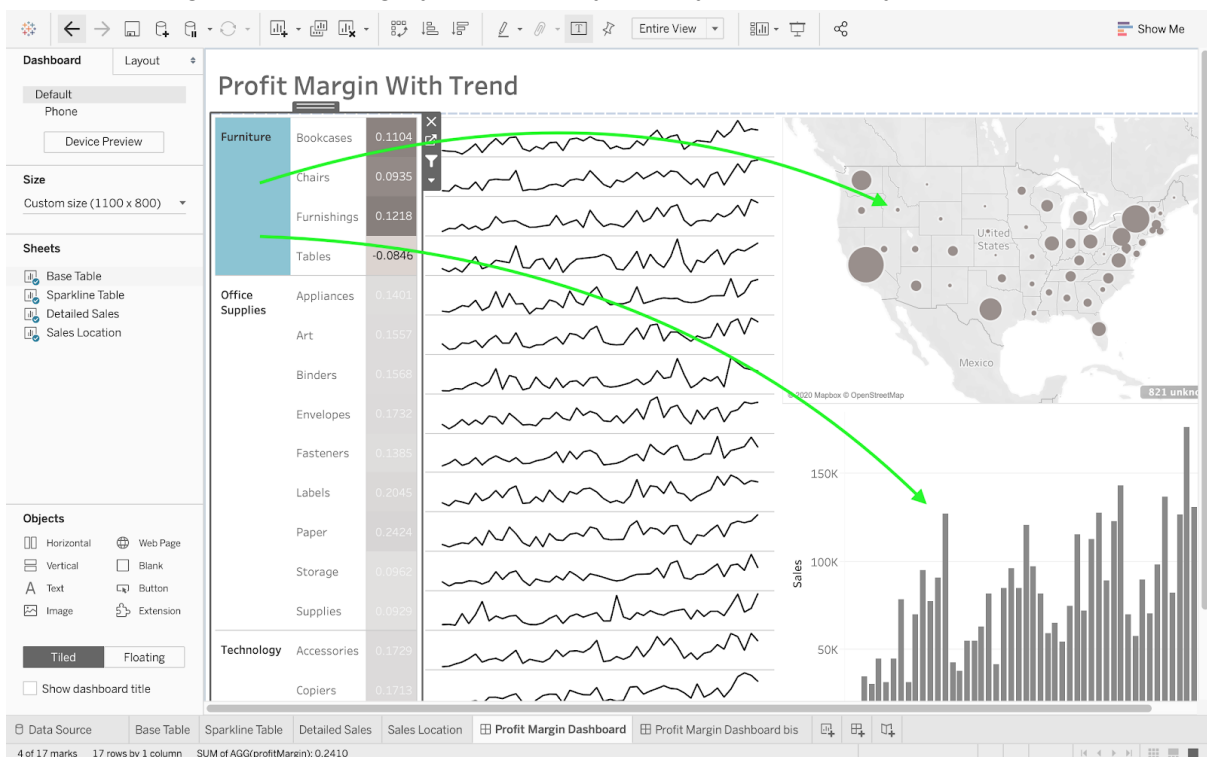 Entire View
Show Me
Dashboard
Layout
Default
Phone
Device Preview
Size
Custom size (1100 x 800)
Sheets
Base Table
Sparkline Table
Detailed Sales
Sales Location
Objects
Horizontal
Web Page
Vertical
Blank
A Text
Button
Image
Extension
Tiled
Floating
Show dashboard title
Profit Margin With Trend
Furniture
Bookcases 0.1104
Chairs 0.0935
Furnishings 0.1218
Tables -0.0846
Office
Supplies
Appliances 0.1401
Art 0.1557
Binders 0.1568
Envelopes 0.1732
Fasteners 0.1385
Labels 0.2045
Paper 0.2424
Storage 0.0962
Supplies 0.0929
Technology
Accessories 0.1729
Copiers 0.1713
United
States
Mexico
© 2020 Mapbox © OpenStreetMap
821 unkno
150K
100K
50K
Sales
Data Source
Base Table
Sparkline Table
Detailed Sales
Sales Location
Profit Margin Dashboard
Profit Margin Dashboard bis
4 of 17 marks 17 rows by 1 column SUM of AGG(profitMargin): 0.2410